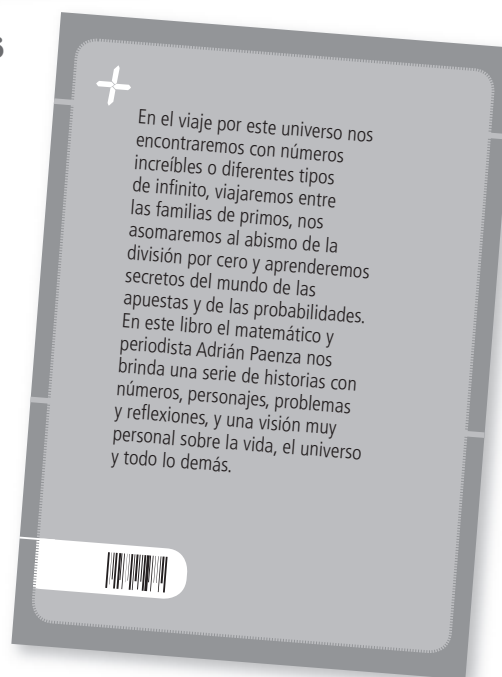 En el viaje por este universo nos
encontraremos con números
increíbles o diferentes tipos
de infinito, viajaremos entre
las familias de primos, nos
asomaremos al abismo de la
división por cero y aprenderemos
secretos del mundo de las
apuestas y de las probabilidades.
En este libro el matemático y
periodista Adrián Paenza nos
brinda una serie de historias con
números, personajes, problemas
y reflexiones, y una visión muy
personal sobre la vida, el universo
y todo lo demás.